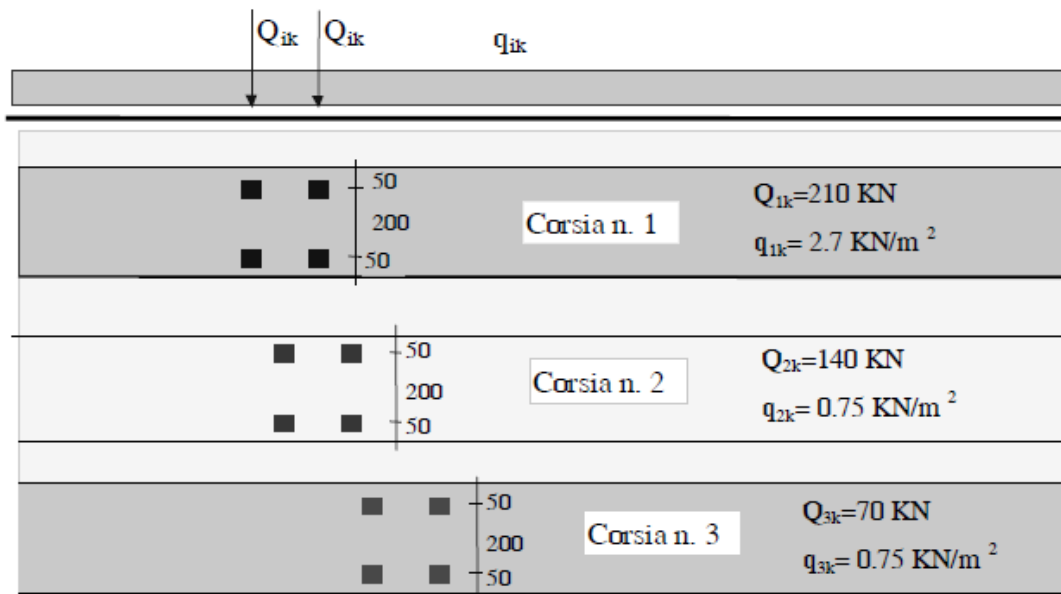 Qik Qik qik
50
200
50
Corsia n. 1
Q1k=210 KN
q1k= 2.7 KN/m 2
50
200
50
Corsia n. 2
Q2k=140 KN
q2k= 0.75 KN/m 2
50
200
50
Corsia n. 3
Q3k=70 KN
q3k= 0.75 KN/m 2